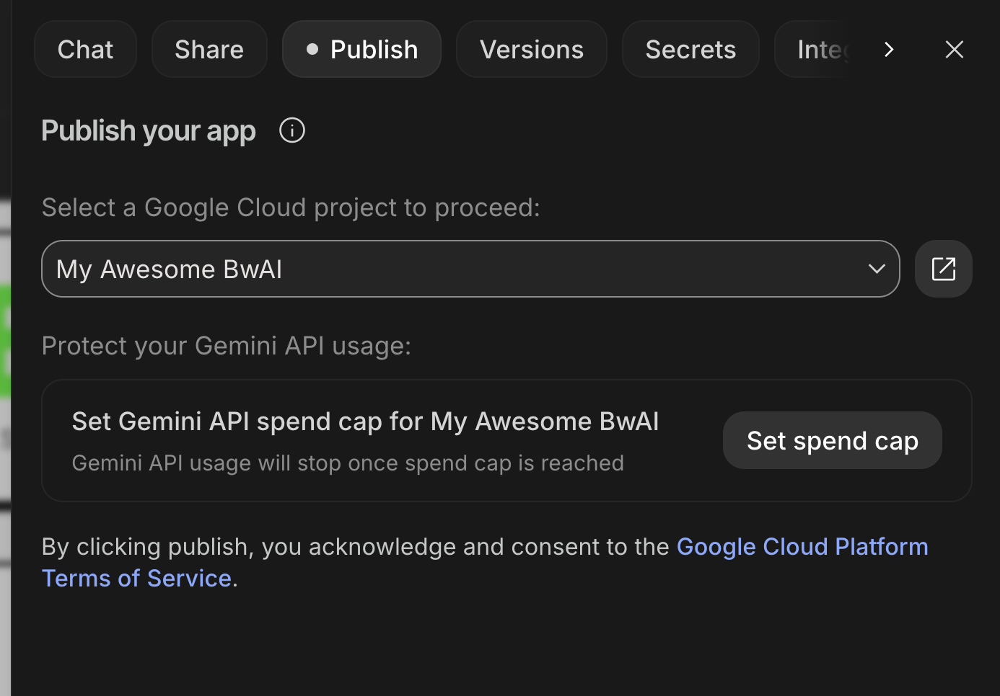 Chat
Share
Publish
Versions
Secrets
Publish your app
Select a Google Cloud project to proceed:
My Awesome BwAI
Protect your Gemini API usage:
Set Gemini API spend cap for My Awesome BwAI
Gemini API usage will stop once spend cap is reached
Set spend cap
By clicking publish, you acknowledge and consent to the Google Cloud Platform
Terms of Service.